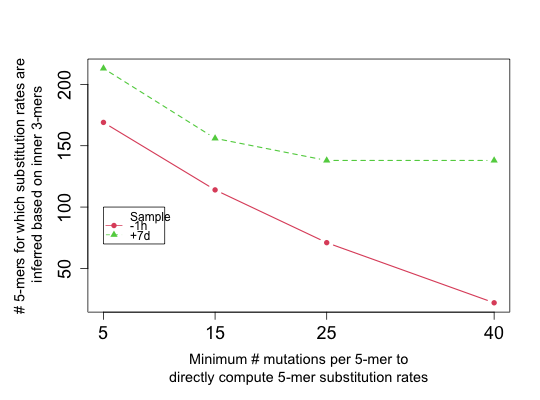 # 5-mers for which substitution rates are
inferred based on inner 3-mers
200
150
100
50
Sample
-1h
+7d
5 15 25 40
Minimum # mutations per 5-mer to
directly compute 5-mer substitution rates